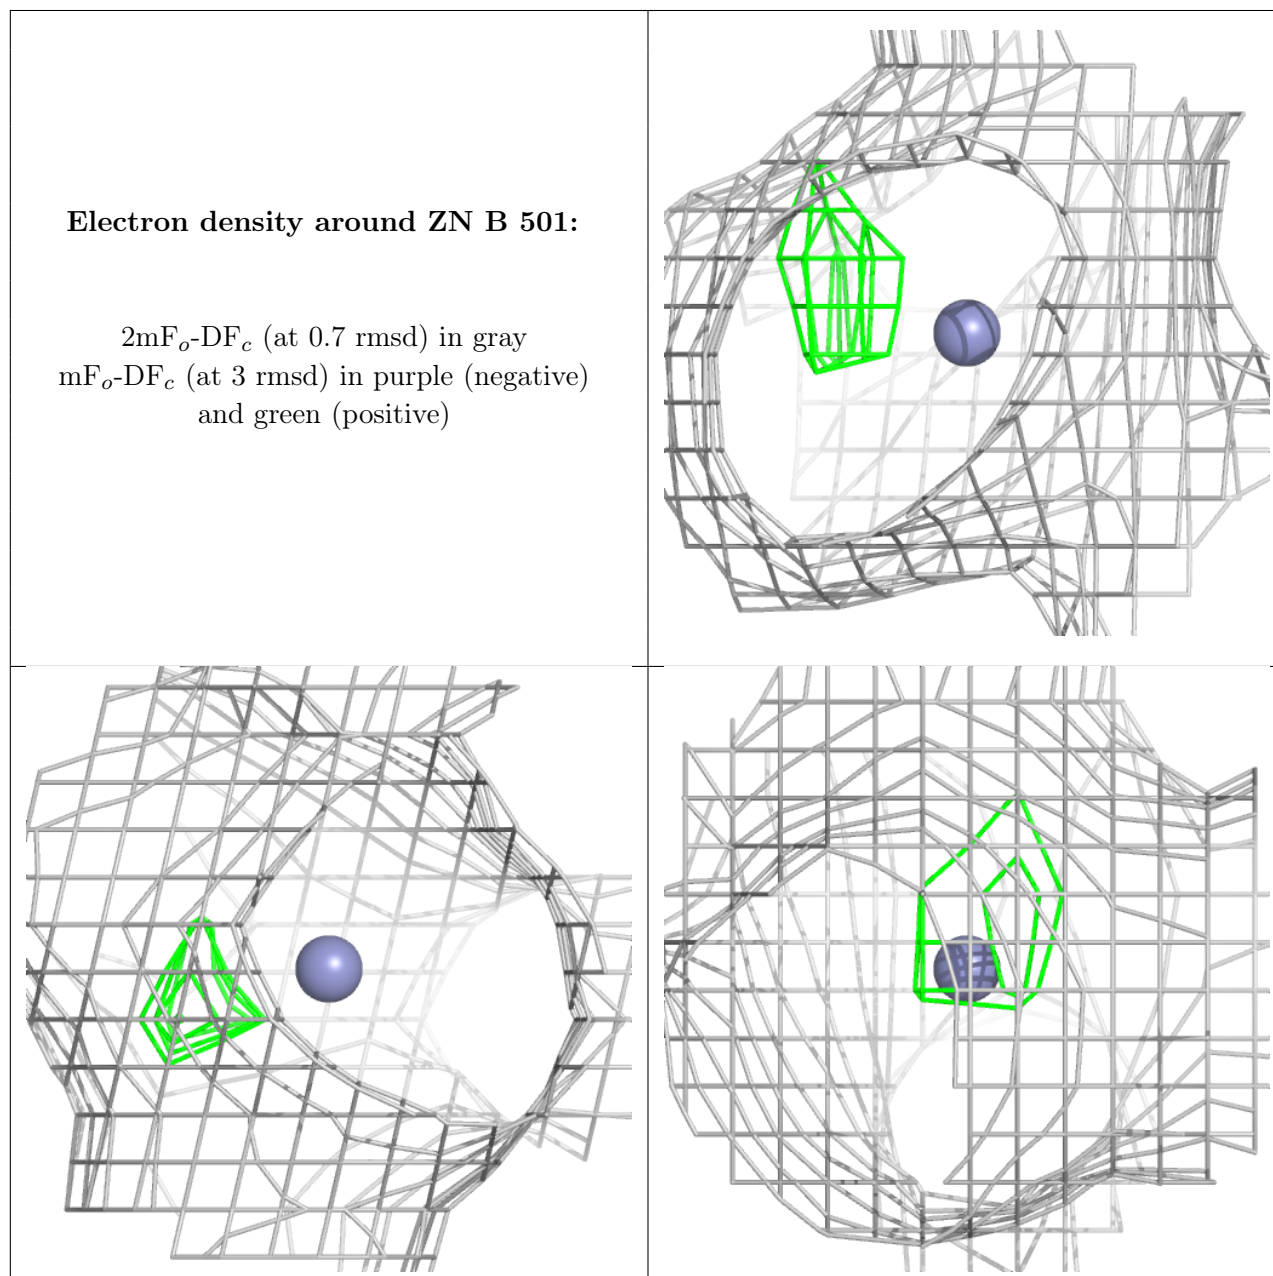 Electron density around ZN B 501:
2mFo-DFc (at 0.7 rmsd) in gray
mFo-DFc (at 3 rmsd) in purple (negative)
and green (positive)